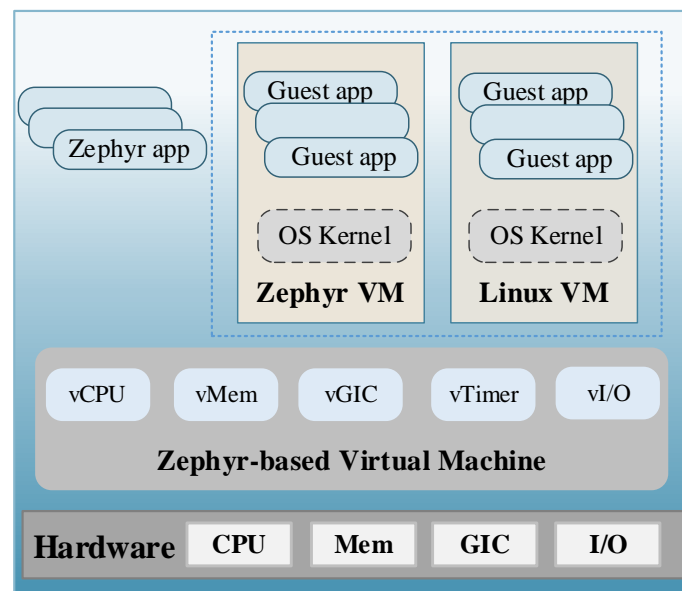 Zephyr app
Guest app
Guest app
OS Kernel
Zephyr VM
Guest app
Guest app
OS Kernel
Linux VM
vCPU
vMem
vGIC
vTimer
vI/O
Zephyr-based Virtual Machine
Hardware
CPU
Mem
GIC
I/O